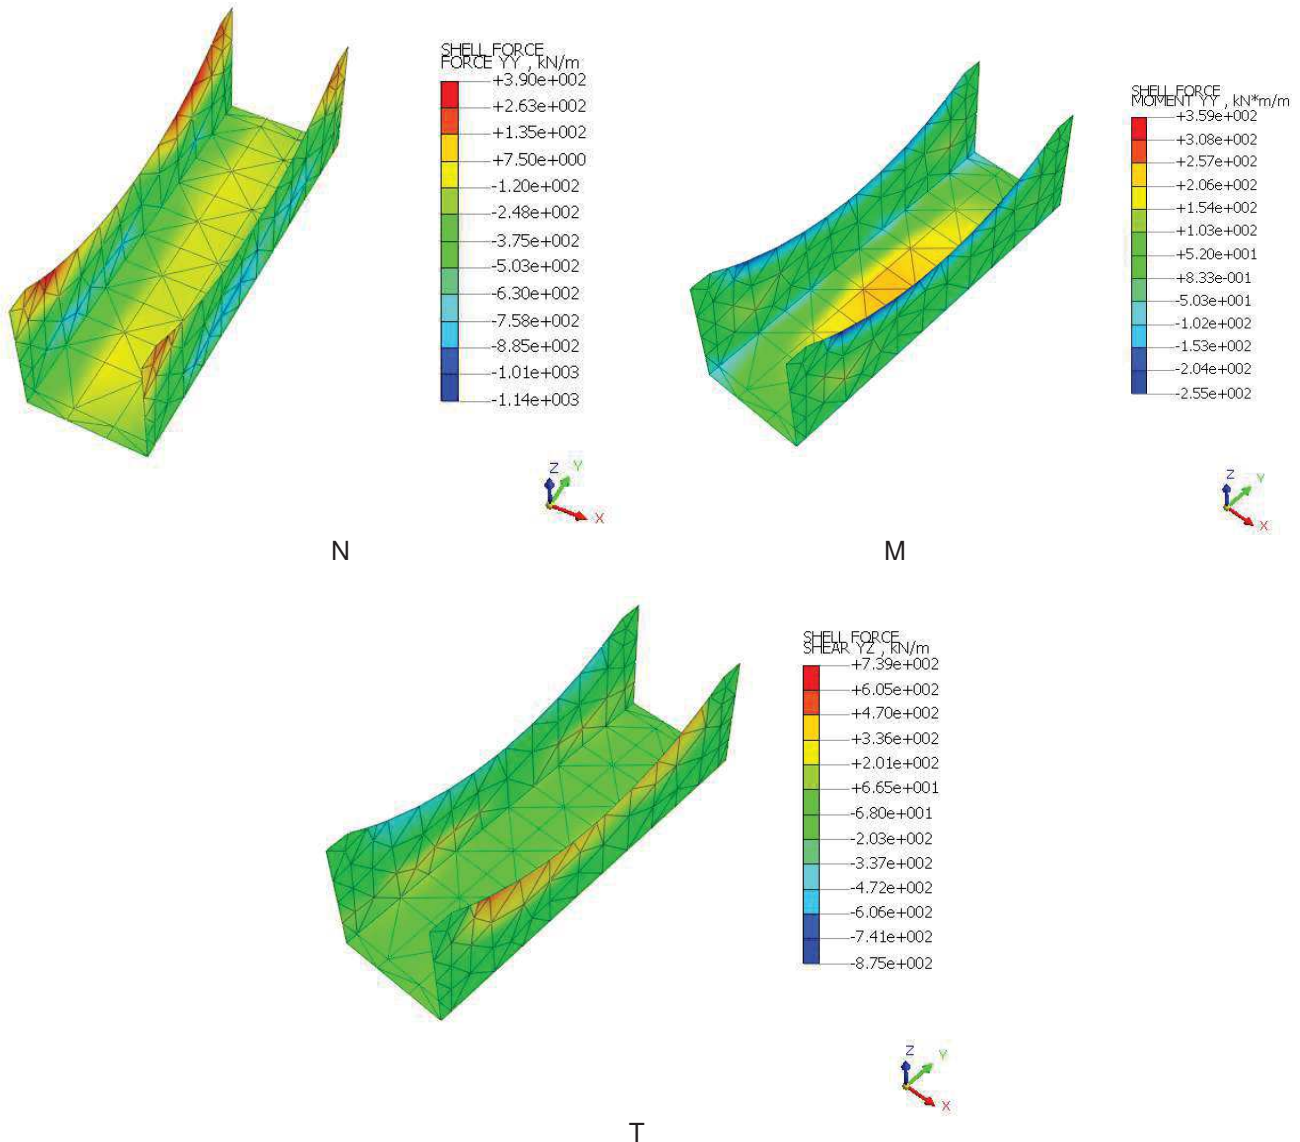 SHELL FORCE
FORCE YY , kN/m
+3.90e+002
+2.63e+002
+1.35e+002
+7.50e+000
-1.20e+002
-2.48e+002
-3.75e+002
-5.03e+002
-6.30e+002
-7.58e+002
-8.85e+002
-1.01e+003
-1.14e+003
Z
Y
X
N
SHELL FORCE
MOMENT YY , kN*m/m
+3.59e+002
+3.08e+002
+2.57e+002
+2.06e+002
+1.54e+002
+1.03e+002
+5.20e+001
+8.33e-001
-5.03e+001
-1.02e+002
-1.53e+002
-2.04e+002
-2.55e+002
Z
Y
X
M
SHELL FORCE
SHEAR YZ , kN/m
+7.39e+002
+6.05e+002
+4.70e+002
+3.36e+002
+2.01e+002
+6.65e+001
-6.80e+001
-2.03e+002
-3.37e+002
-4.72e+002
-6.06e+002
-7.41e+002
-8.75e+002
Z
Y
X
T